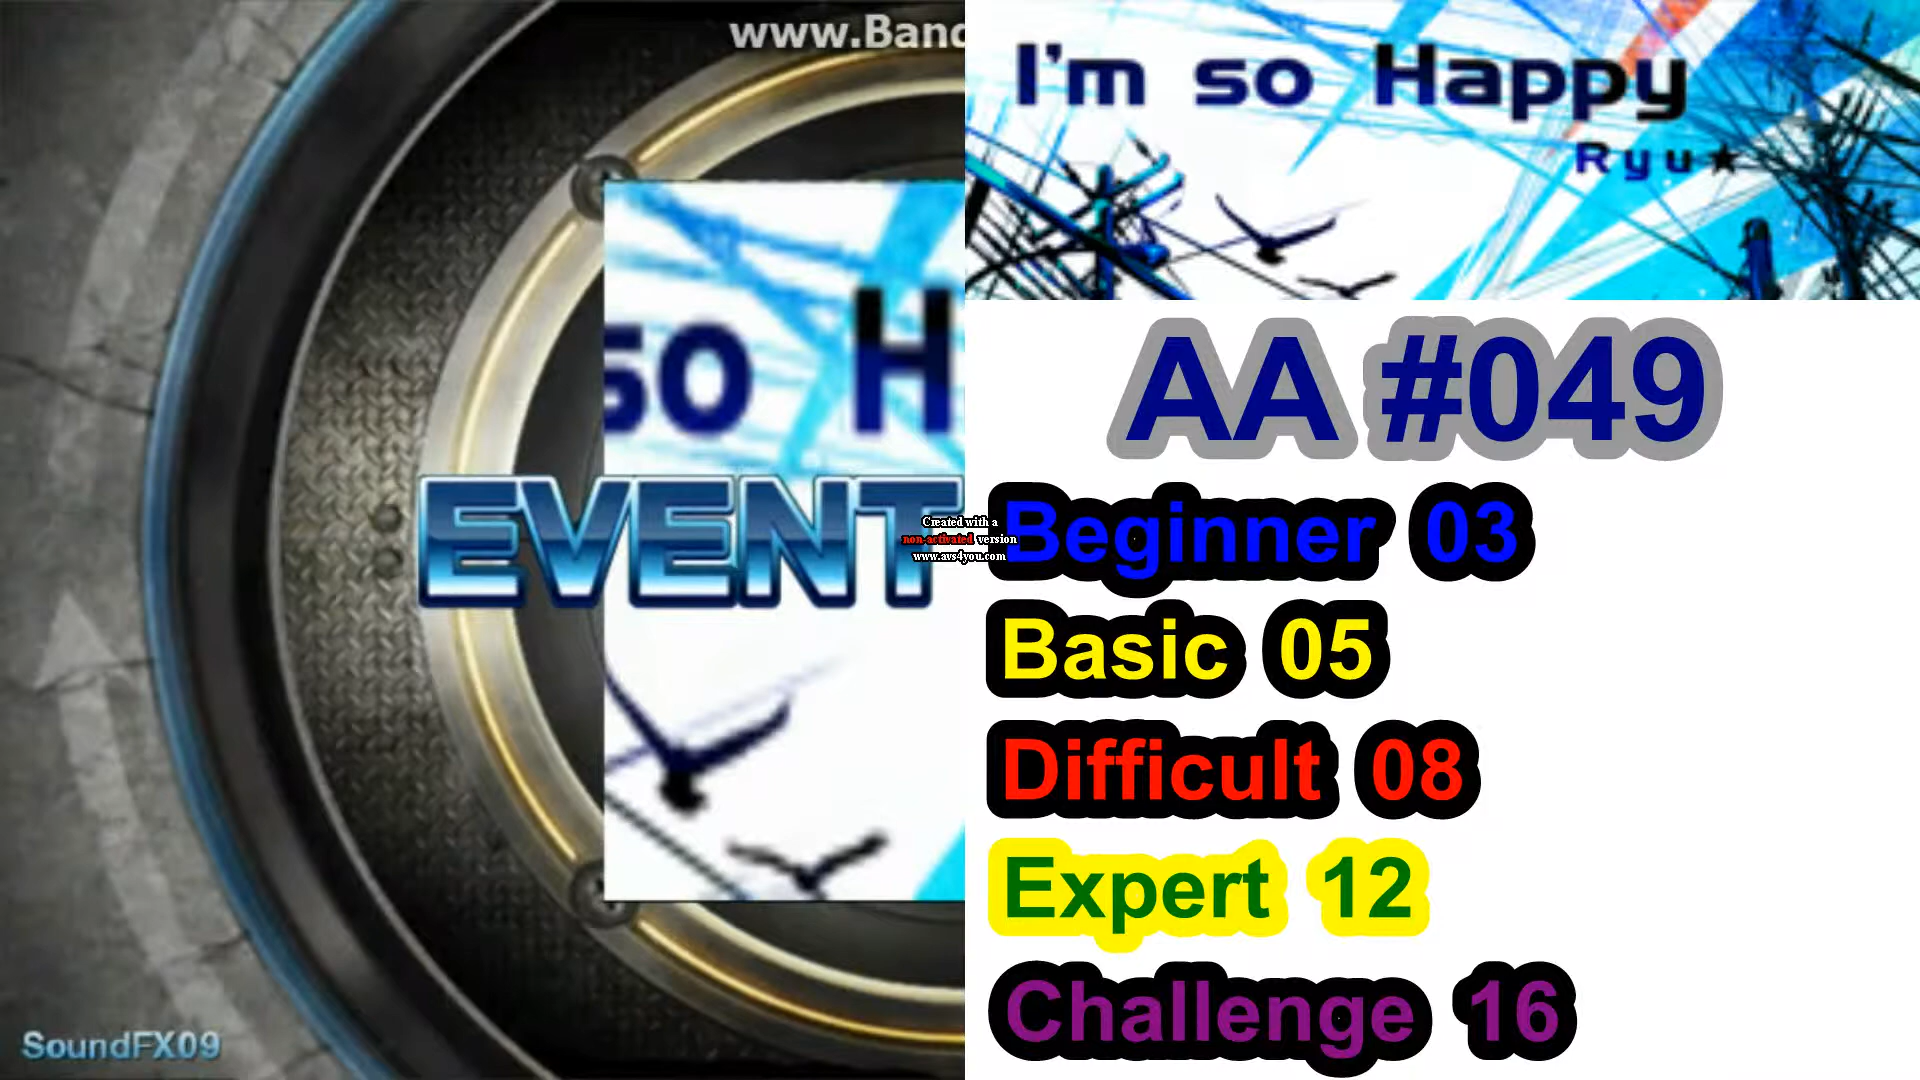 www.Band
I'm so Happy
Ryu★
so H
EVENT
AA #049
Created with a
non-activated version
www.avs4you.com
Beginner 03
Basic 05
Difficult 08
Expert 12
Challenge 16
SoundFX09